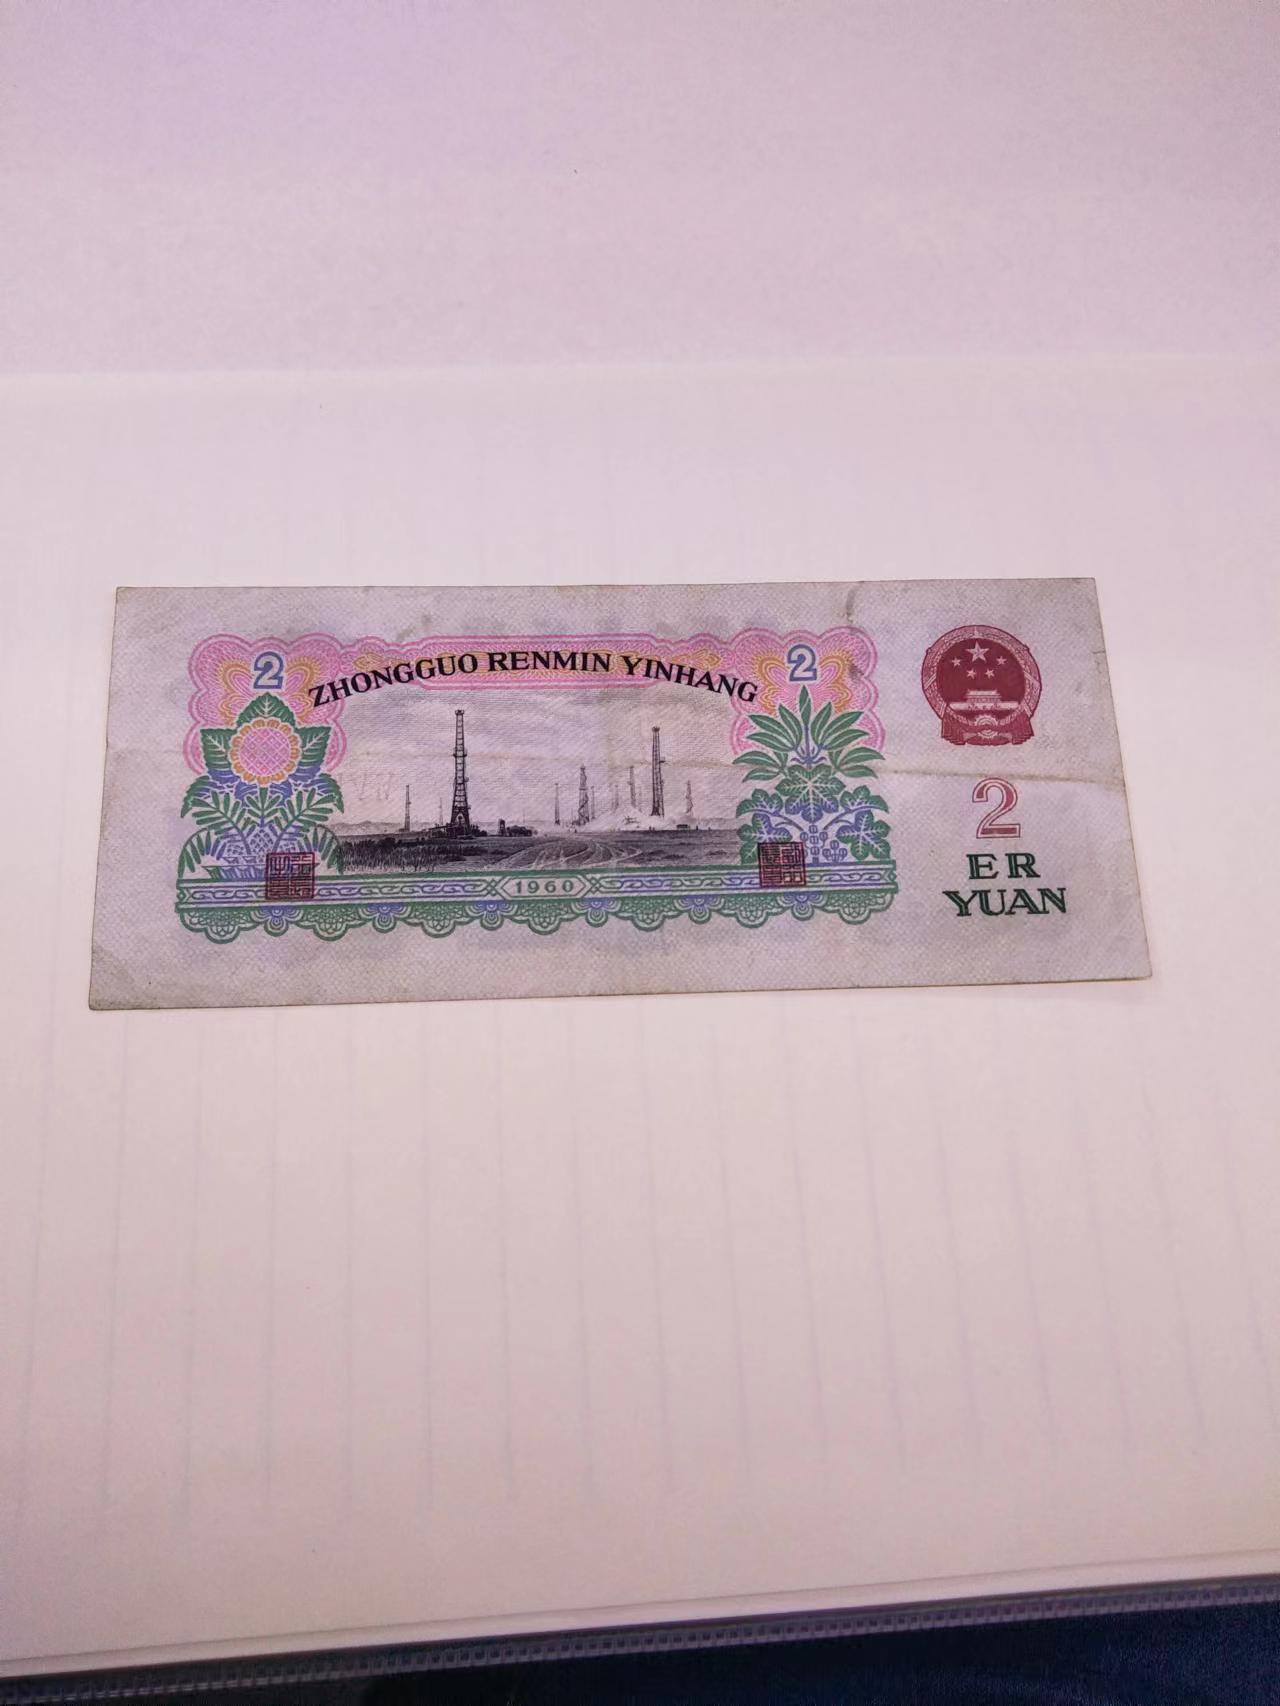 2
2
ZHONGGUO RENMIN YINHANG
1960
2
ER
YUAN